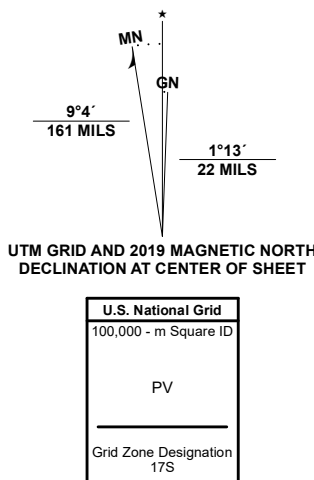 ★
MN
GN
9°4´
161 MILS
1°13´
22 MILS
UTM GRID AND 2019 MAGNETIC NORTH
DECLINATION AT CENTER OF SHEET
U.S. National Grid
100,000 - m Square ID
PV
Grid Zone Designation
17S